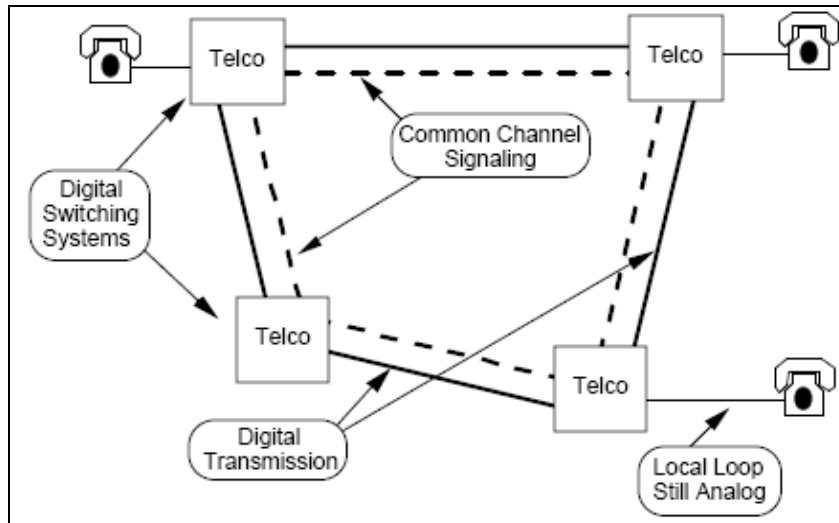 Telco
Telco
Common Channel
Signaling
Digital
Switching
Systems
Telco
Telco
Digital
Transmission
Local Loop
Still Analog